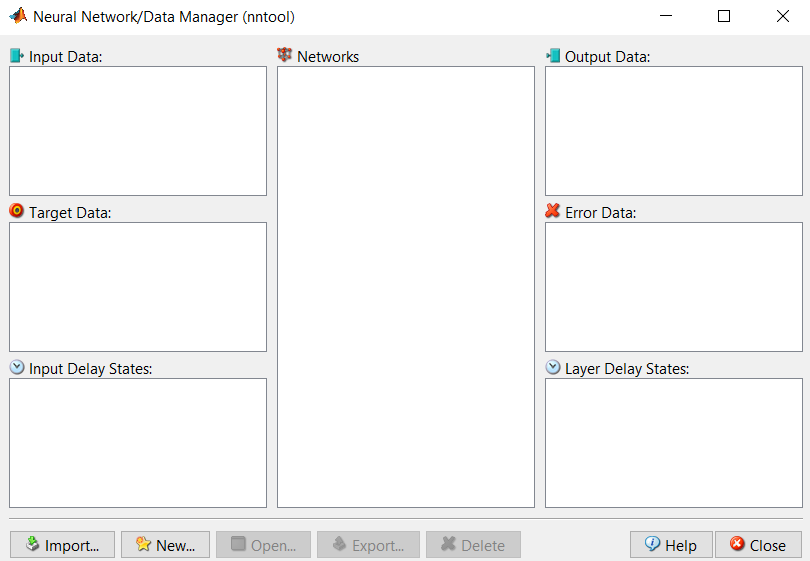 Neural Network/Data Manager (nntool)
Input Data:
Networks
Output Data:
Target Data:
Error Data:
Input Delay States:
Layer Delay States:
Import...
New...
Open...
Export...
Delete
Help
Close